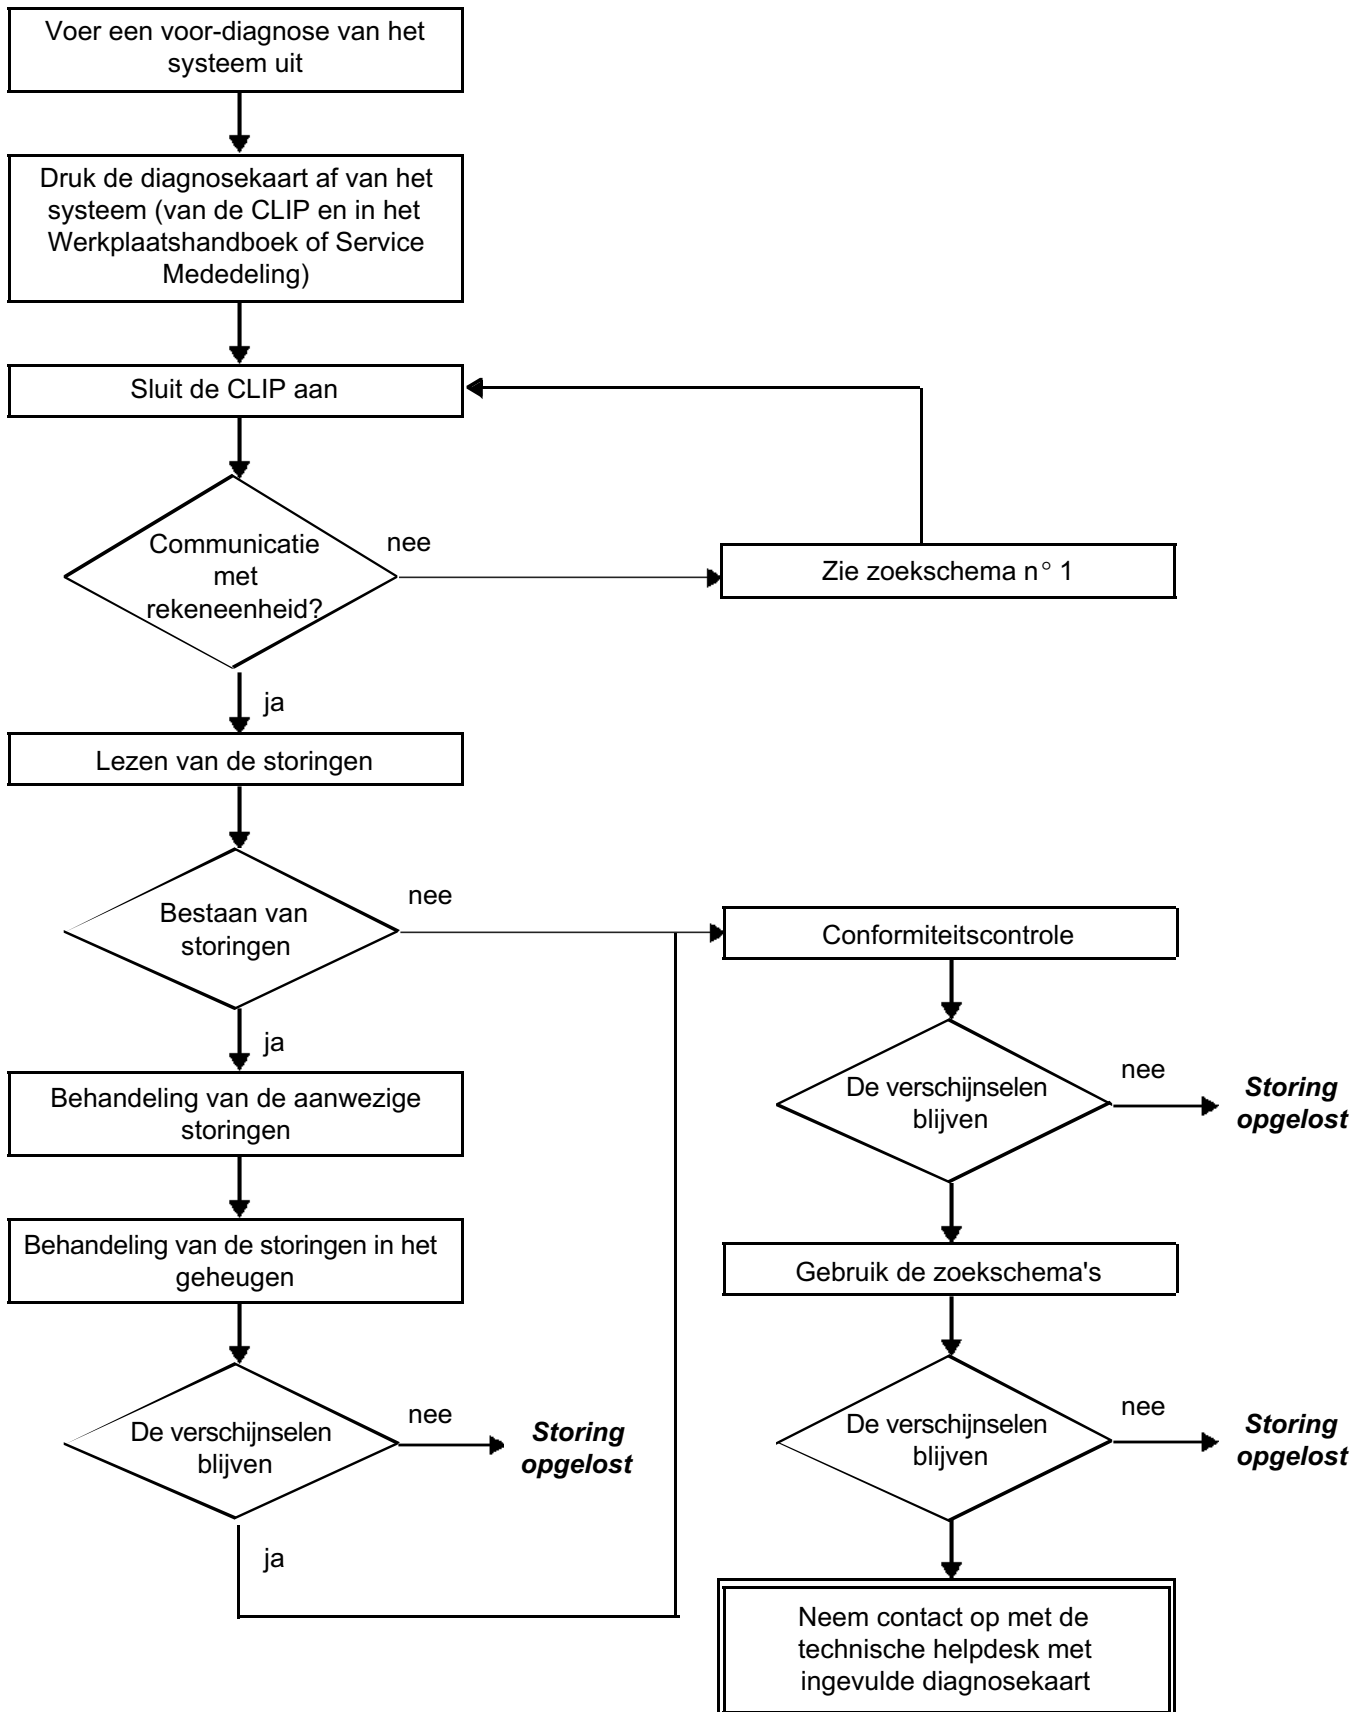 Voer een voor-diagnose van het
systeem uit
Druk de diagnosekaart af van het
systeem (van de CLIP en in het
Werkplaatshandboek of Service
Mededeling)
Sluit de CLIP aan
Communicatie
met
rekeneenheid?
nee
Zie zoekschema n° 1
ja
Lezen van de storingen
Bestaan van
storingen
nee
Conformiteitscontrole
ja
Behandeling van de aanwezige
storingen
De verschijnselen
blijven
nee
Storing
opgelost
Behandeling van de storingen in het
geheugen
Gebruik de zoekschema's
De verschijnselen
blijven
nee
Storing
opgelost
ja
De verschijnselen
blijven
nee
Storing
opgelost
Neem contact op met de
technische helpdesk met
ingevulde diagnosekaart